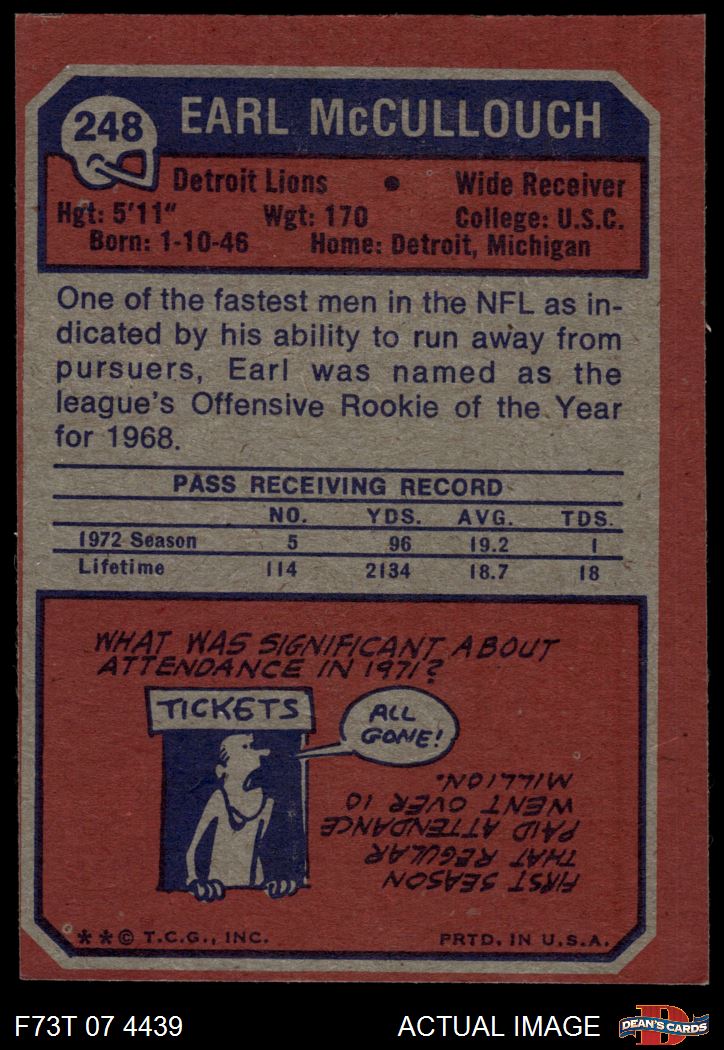 248
EARL McCULLOUCH
Detroit Lions • Wide Receiver
Hgt: 5'11" Wgt: 170 College: U.S.C.
Born: 1-10-46 Home: Detroit, Michigan
One of the fastest men in the NFL as in-
dicated by his ability to run away from
pursuers, Earl was named as the
league's Offensive Rookie of the Year
for 1968.
PASS RECEIVING RECORD
NO. YDS. AVG. TDS.
1972 Season 5 96 19.2 1
Lifetime 114 2134 18.7 18
WHAT WAS SIGNIFICANT ABOUT
ATTENDANCE IN 1971?
TICKETS
ALL
GONE!
FIRST SEASON
THAT REGULAR
PAID ATTENDANCE
WENT OVER 10
MILLION.
**© T.C.G., INC. PRTD. IN U.S.A.
F73T 07 4439 ACTUAL IMAGE
D
DEAN'S CARDS